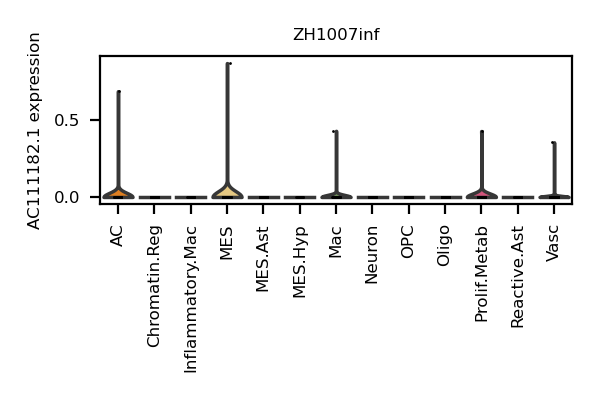 ZH1007inf
AC111182.1 expression
0.5
0.0
AC
Chromatin.Reg
Inflammatory.Mac
MES
MES.Ast
MES.Hyp
Mac
Neuron
OPC
Oligo
Prolif.Metab
Reactive.Ast
Vasc